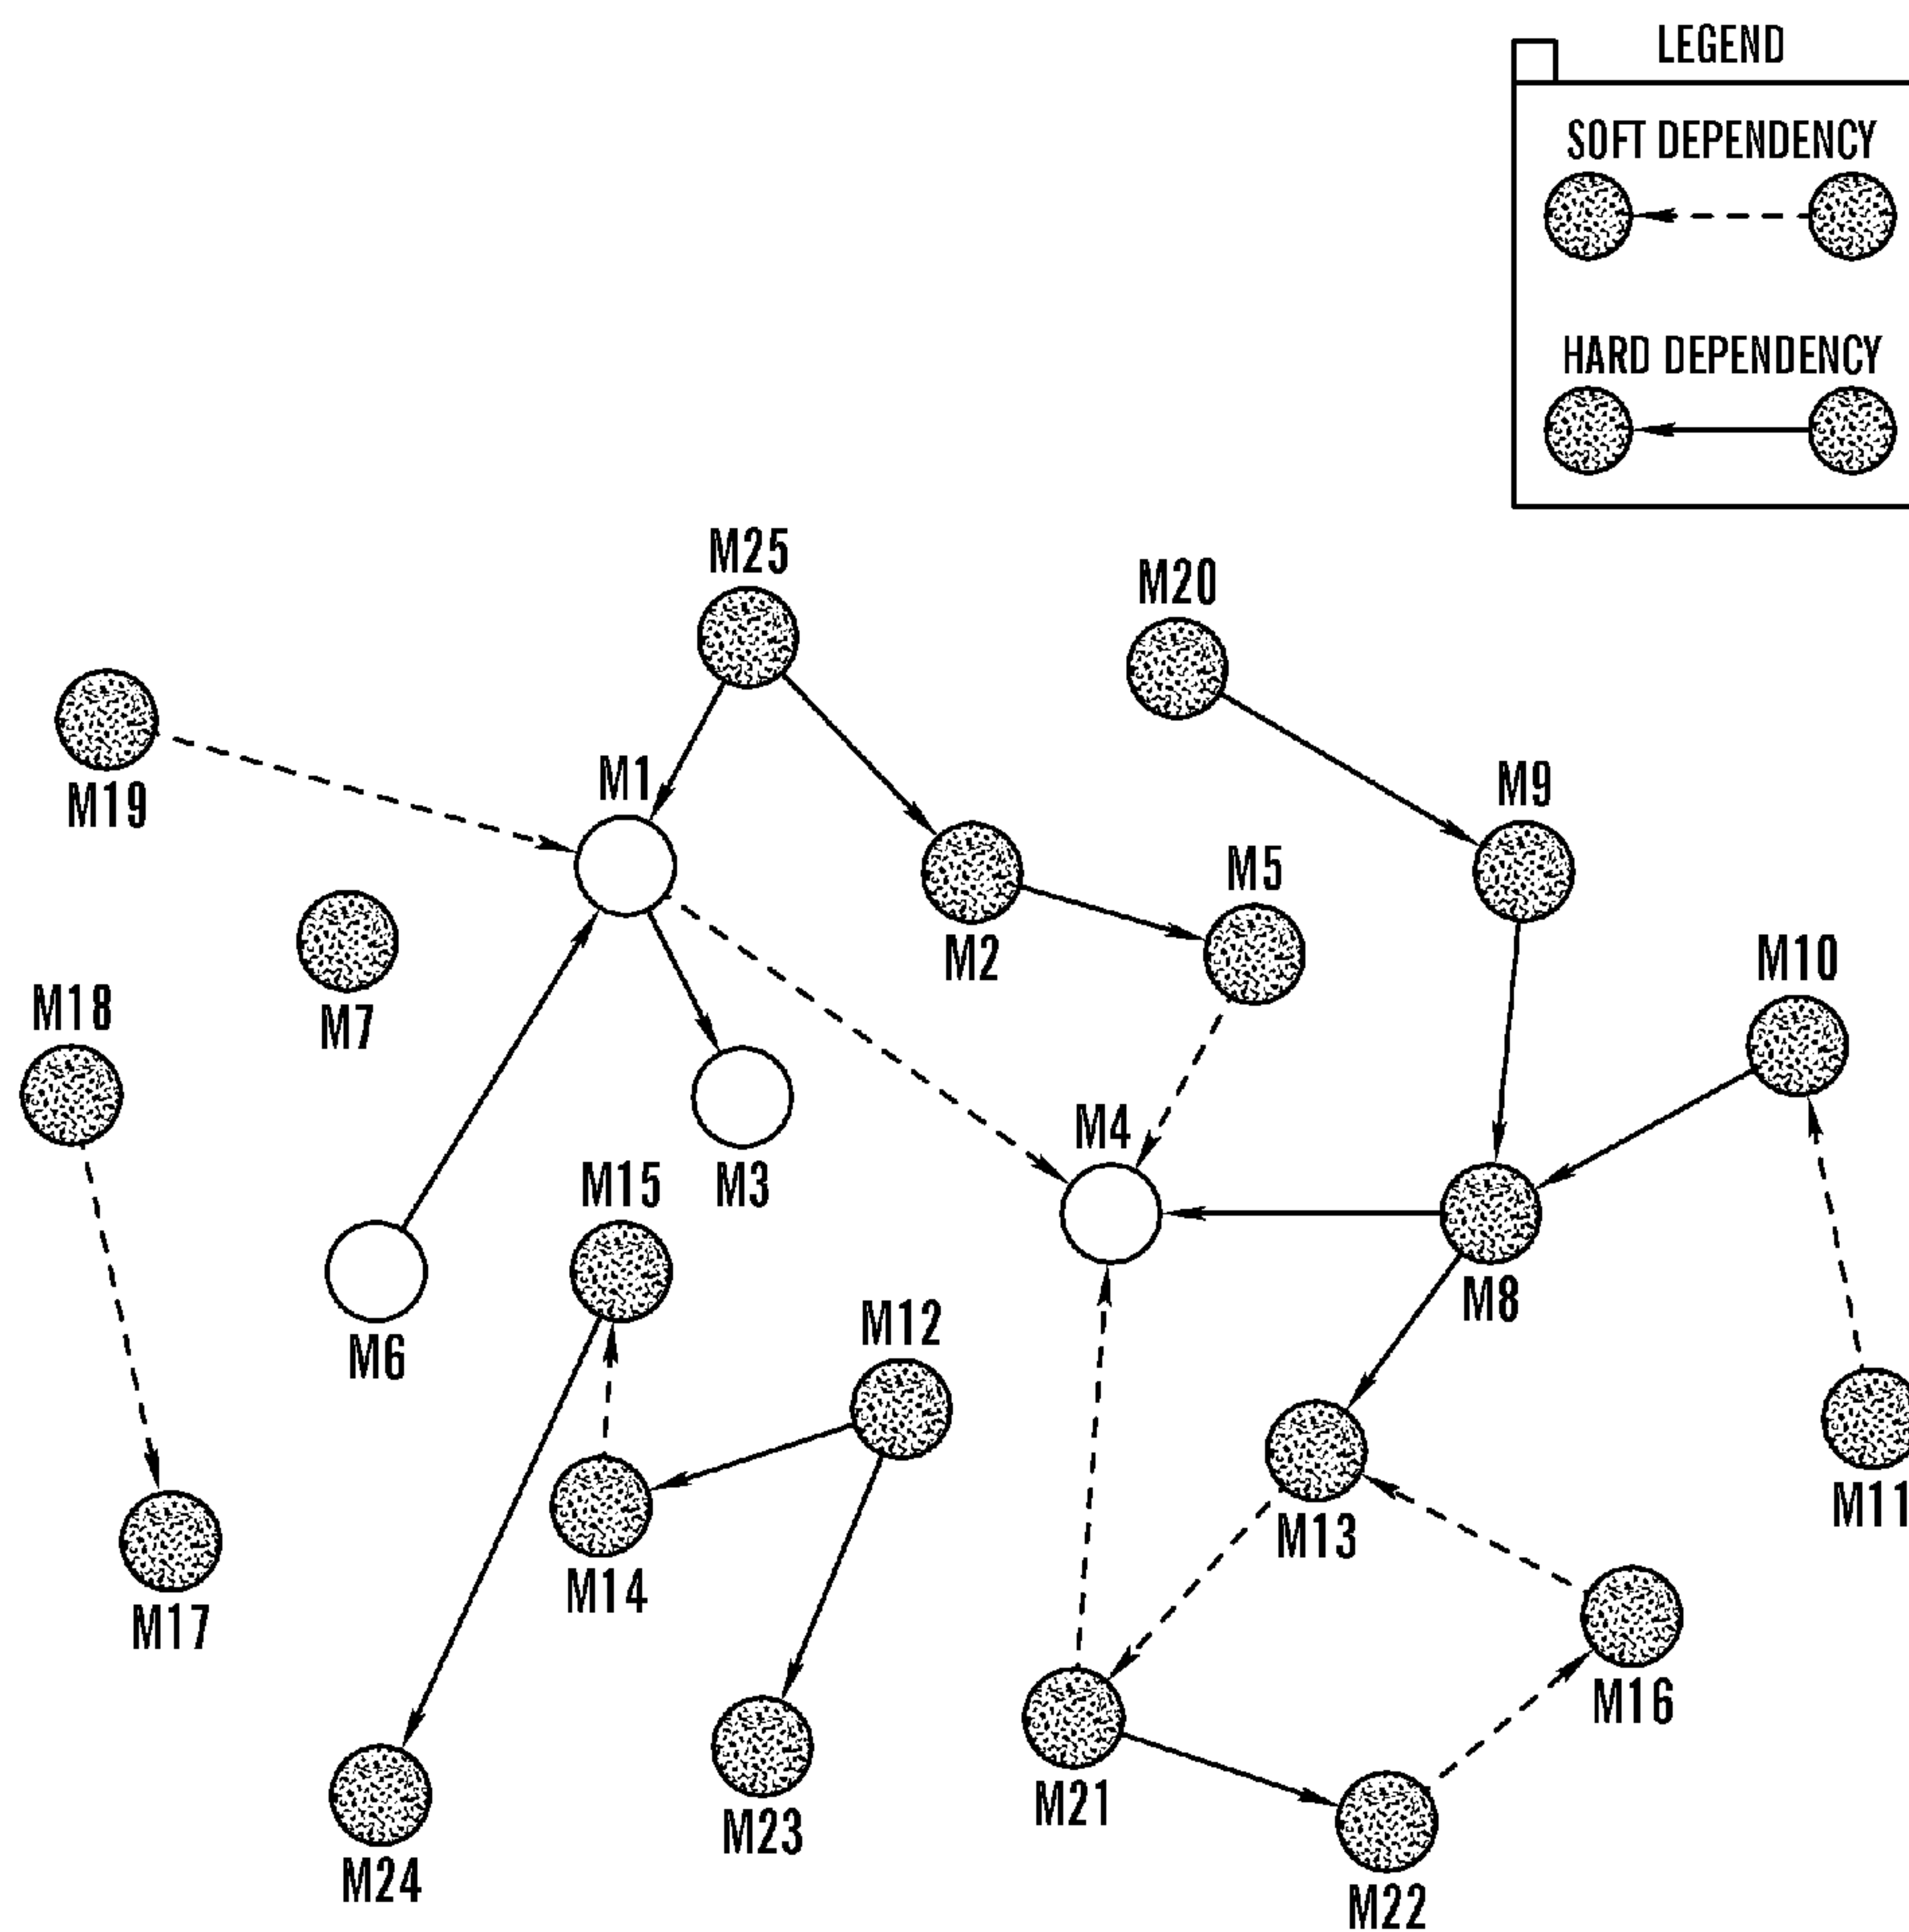 LEGEND
SOFT DEPENDENCY
HARD DEPENDENCY
M25
M20
M19
M1
M9
M5
M2
M10
M7
M18
M4
M15
M3
M8
M6
M12
M11
M13
M14
M17
M16
M21
M23
M24
M22